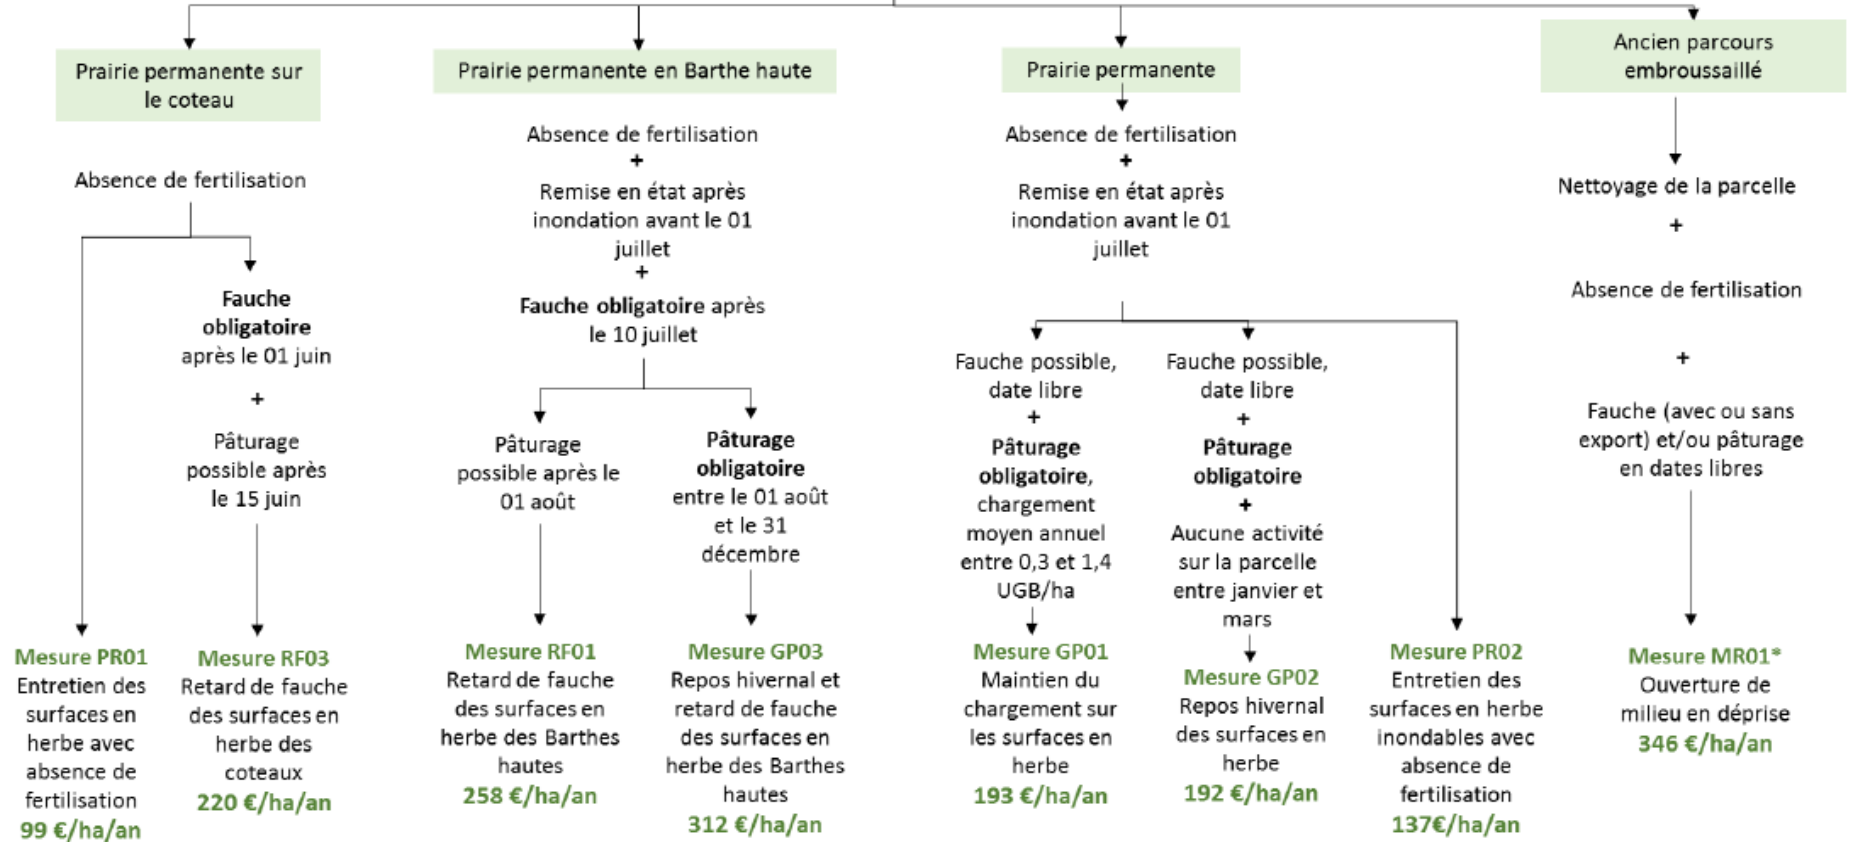 Prairie permanente sur
le coteau
Absence de fertilisation
Fauche
obligatoire
après le 01 juin
+
Pâturage
possible après
le 15 juin
Mesure PR01
Entretien des
surfaces en
herbe avec
absence de
fertilisation
99 €/ha/an
Mesure RF03
Retard de fauche
des surfaces en
herbe des
coteaux
220 €/ha/an
Prairie permanente en Barthe haute
Absence de fertilisation
+
Remise en état après
inondation avant le 01
juillet
+
Fauche obligatoire après
le 10 juillet
Pâturage
possible après le
01 août
Mesure RF01
Retard de fauche
des surfaces en
herbe des Barthes
hautes
258 €/ha/an
Pâturage
obligatoire
entre le 01 août
et le 31
décembre
Mesure GP03
Repos hivernal et
retard de fauche
des surfaces en
herbe des Barthes
hautes
312 €/ha/an
Prairie permanente
Absence de fertilisation
+
Remise en état après
inondation avant le 01
juillet
Fauche possible,
date libre
+
Pâturage
obligatoire,
chargement
moyen annuel
entre 0,3 et 1,4
UGB/ha
Mesure GP01
Maintien du
chargement sur
les surfaces en
herbe
193 €/ha/an
Fauche possible,
date libre
+
Pâturage
obligatoire
+
Aucune activité
sur la parcelle
entre janvier et
mars
Mesure GP02
Repos hivernal
des surfaces en
herbe
192 €/ha/an
Mesure PR02
Entretien des
surfaces en herbe
inondables avec
absence de
fertilisation
137€/ha/an
Ancien parcours
embroussaillé
Nettoyage de la parcelle
+
Absence de fertilisation
+
Fauche (avec ou sans
export) et/ou pâturage
en dates libres
Mesure MR01*
Ouverture de
milieu en déprise
346 €/ha/an